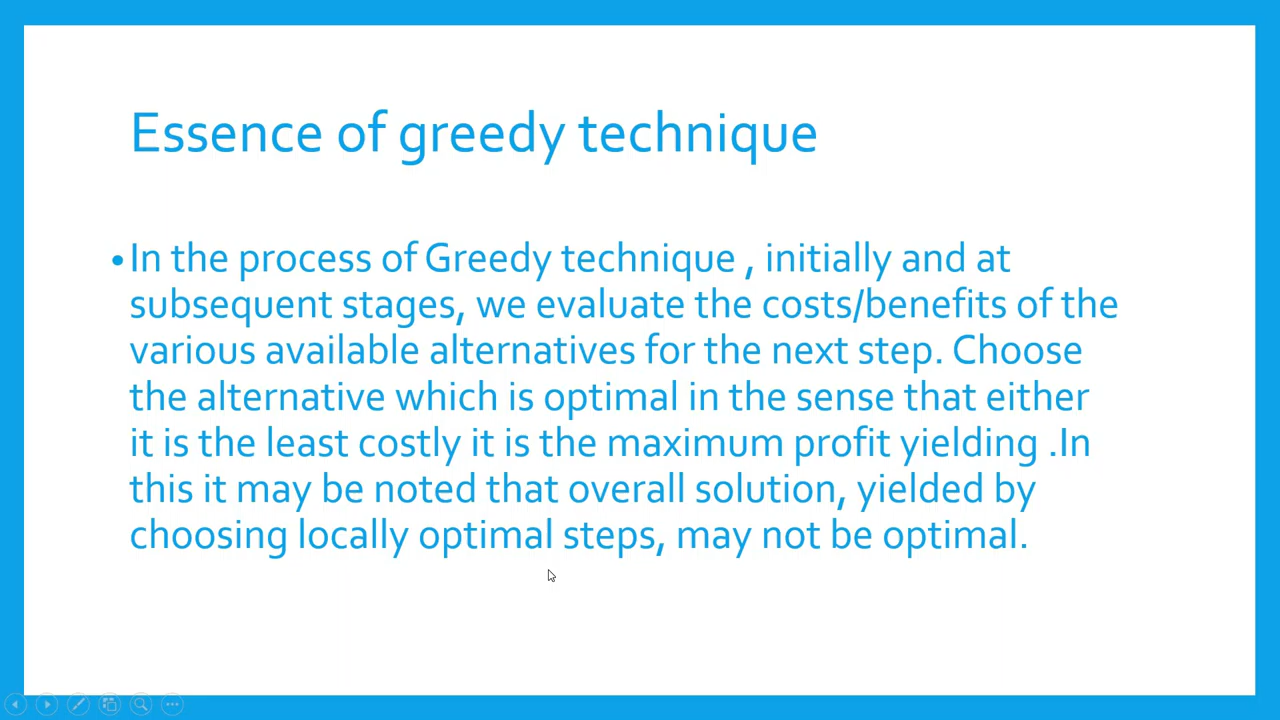 Essence of greedy technique
•In the process of Greedy technique , initially and at
subsequent stages, we evaluate the costs/benefits of the
various available alternatives for the next step. Choose
the alternative which is optimal in the sense that either
it is the least costly it is the maximum profit yielding .In
this it may be noted that overall solution, yielded by
choosing locally optimal steps, may not be optimal.